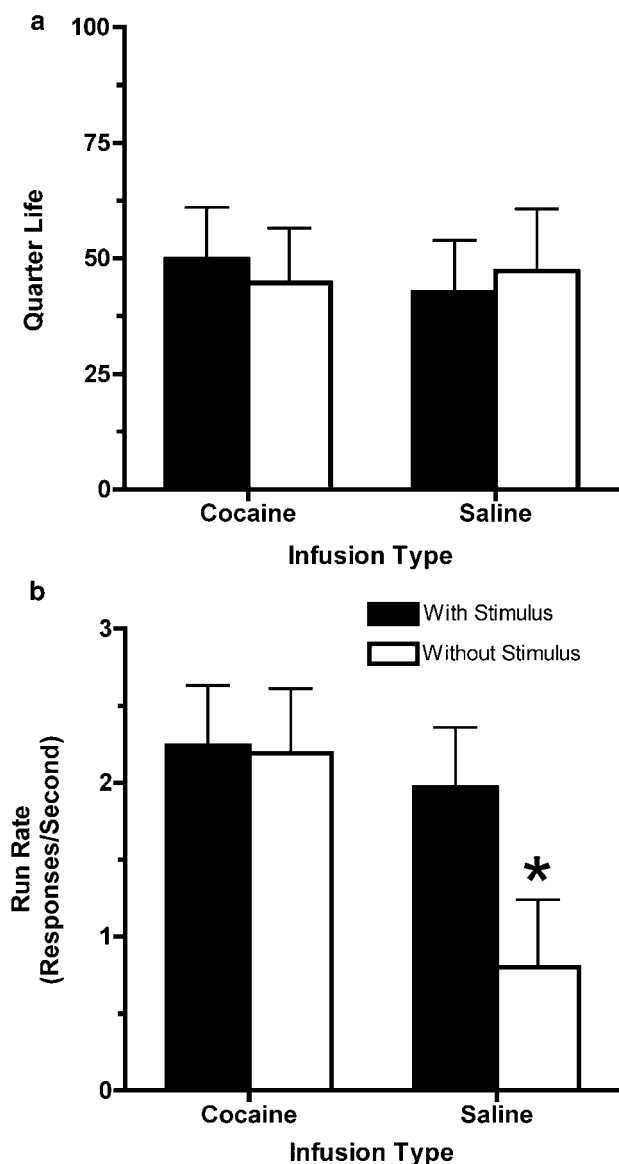 a
100
75
50
25
0
Quarter Life
Cocaine Saline
Infusion Type
b
With Stimulus
Without Stimulus
3
2
1
0
Run Rate
(Responses/Second)
*
Cocaine Saline
Infusion Type